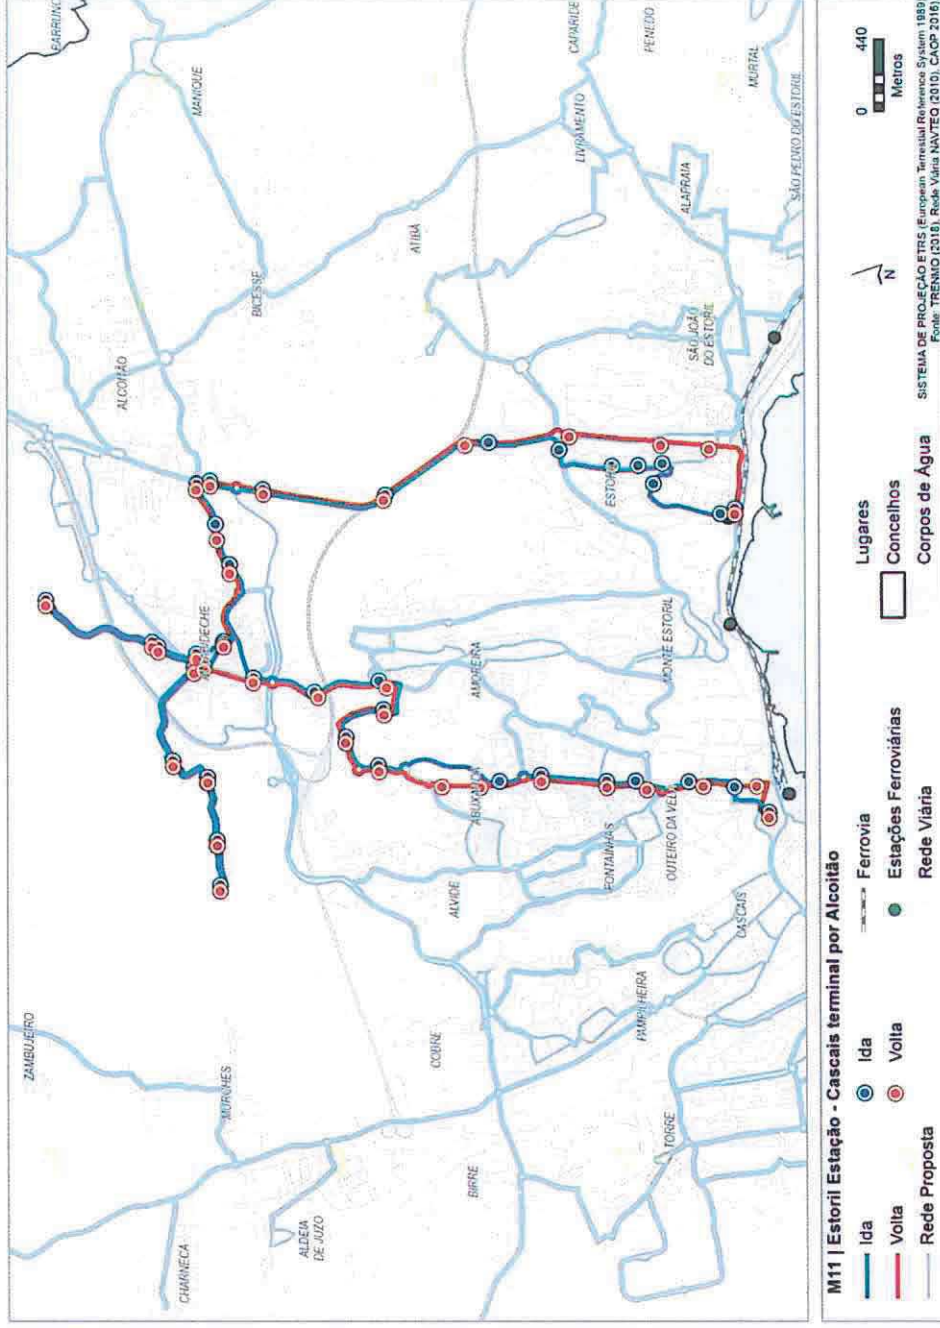 ZAMBUJEIRO
ALCOITÃO
CHARNECA
MANIQUE
MURCHES
BICESSE
ALDEIA
DE JUZO
ATIBÁ
COBRE
ALVIDE
BIRRE
AMOREIRA
CAPARIDE
LIVRAMENTO
FONTAINHAS
ESTORIL
PAMPILHEIRA
PENEDO
MONTE ESTORIL
TORRE
OUTEIRO DA VELA
ALAPRAIA
SÃO JOÃO
DO ESTORIL
CASCAIS
MURTAL
SÃO PEDRO DO ESTORIL
M11 | Estoril Estação - Cascais terminal por Alcoitão
Ida Ida Ferrovia Lugares
Volta Volta Estações Ferroviárias Concelhos
Rede Proposta Rede Viária Corpos de Água
N
0 440
Metros
SISTEMA DE PROJEÇÃO ETRS (European Terrestial Reference System 1989)
Fonte: TRENMO (2018), Rede Viária NAVTEQ (2010), CAOP 2016)